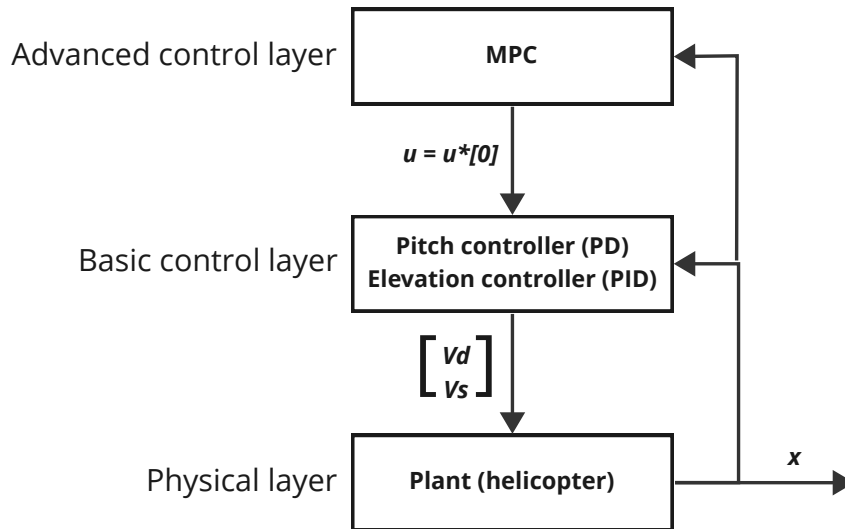 Advanced control layer
MPC
u = u*[0]
Basic control layer
Pitch controller (PD)
Elevation controller (PID)
Vd
Vs
Physical layer
Plant (helicopter)
x